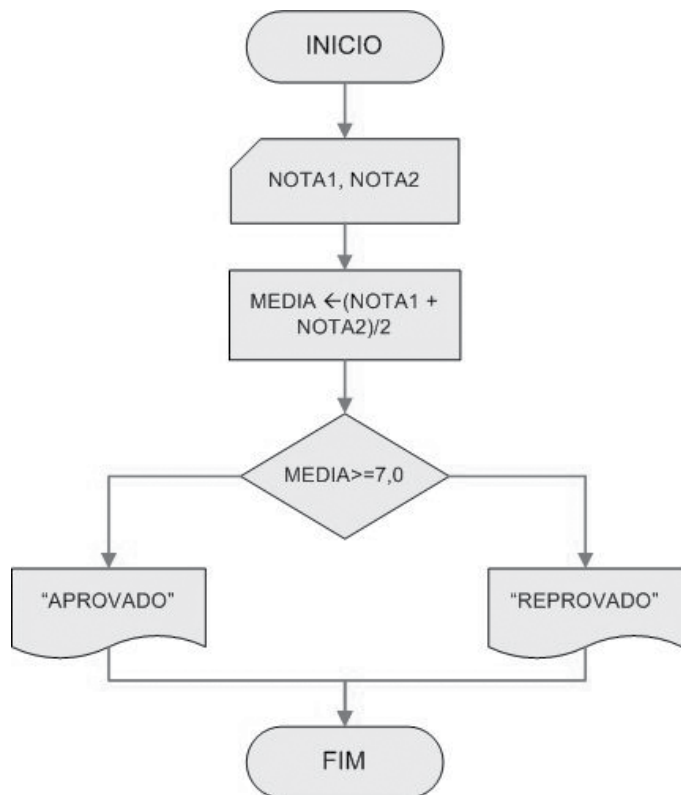 INICIO
NOTA1, NOTA2
MEDIA ←(NOTA1 +
NOTA2)/2
MEDIA>=7,0
“APROVADO”
“REPROVADO”
FIM